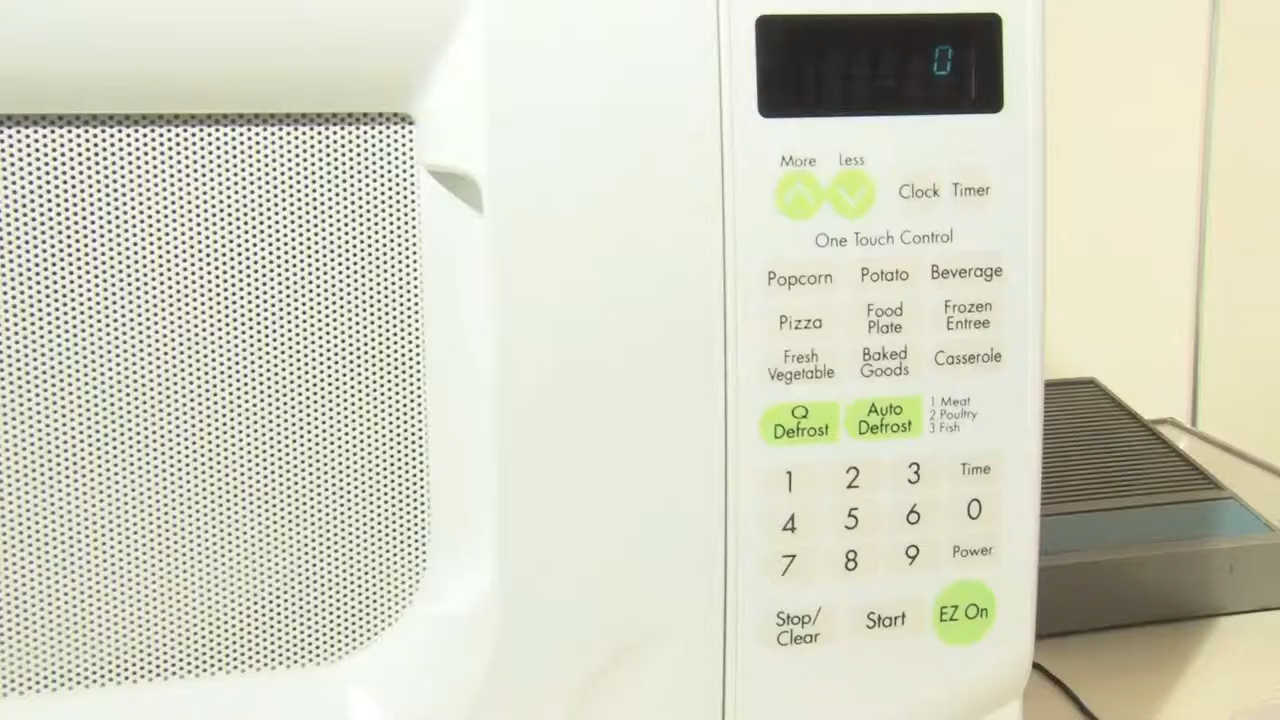 0
More Less
Clock Timer
One Touch Control
Popcorn Potato Beverage
Pizza Food Plate Frozen Entree
Fresh Vegetable Baked Goods Casserole
Q Defrost Auto Defrost
1 Meat
2 Poultry
3 Fish
1 2 3 Time
4 5 6 0
7 8 9 Power
Stop/Clear Start EZ On